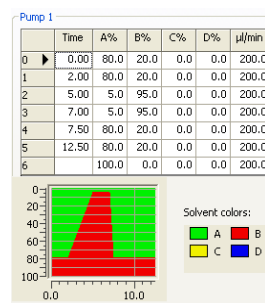 Pump 1
Time A% B% C% D% µl/min
0 0.00 80.0 20.0 0.0 0.0 200.0
1 2.00 80.0 20.0 0.0 0.0 200.0
2 5.00 5.0 95.0 0.0 0.0 200.0
3 7.00 5.0 95.0 0.0 0.0 200.0
4 7.50 80.0 20.0 0.0 0.0 200.0
5 12.50 80.0 20.0 0.0 0.0 200.0
6 100.0 0.0 0.0 0.0 200.0
0
20
40
60
80
100
0.0 10.0
Solvent colors:
A B
C D